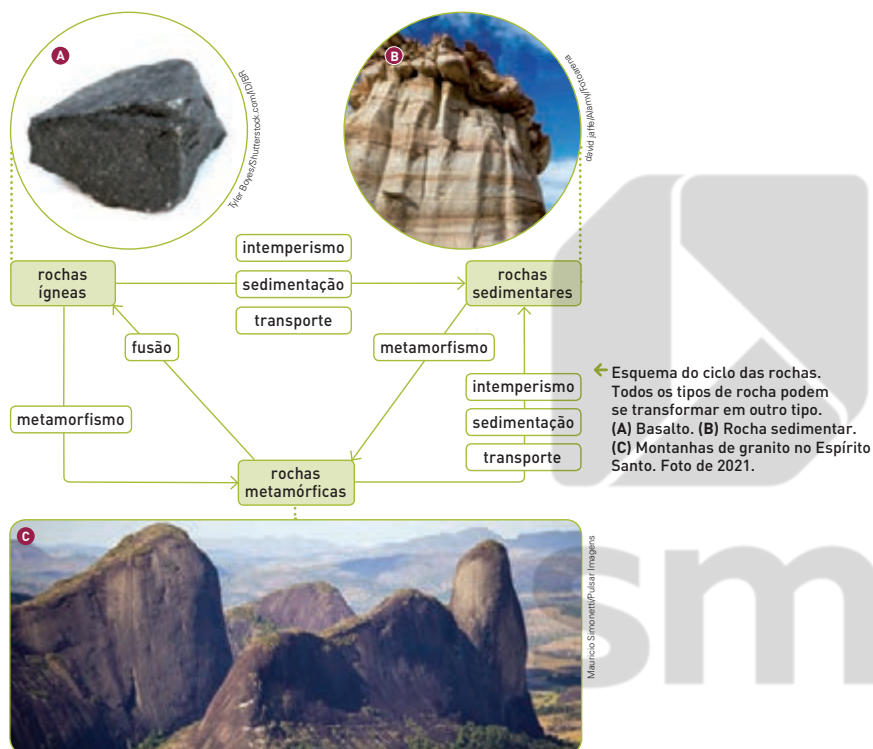 A
Tyler Boyes/Shutterstock.com/ID/BR
B
david jaffe/Alamy/Fotoarena
rochas
ígneas
intemperismo
sedimentação
transporte
rochas
sedimentares
fusão
metamorfismo
metamorfismo
intemperismo
sedimentação
transporte
rochas
metamórficas
Esquema do ciclo das rochas.
Todos os tipos de rocha podem
se transformar em outro tipo.
(A) Basalto. (B) Rocha sedimentar.
(C) Montanhas de granito no Espírito
Santo. Foto de 2021.
C
Mauricio Simonetti/Pulsar Imagens
sm